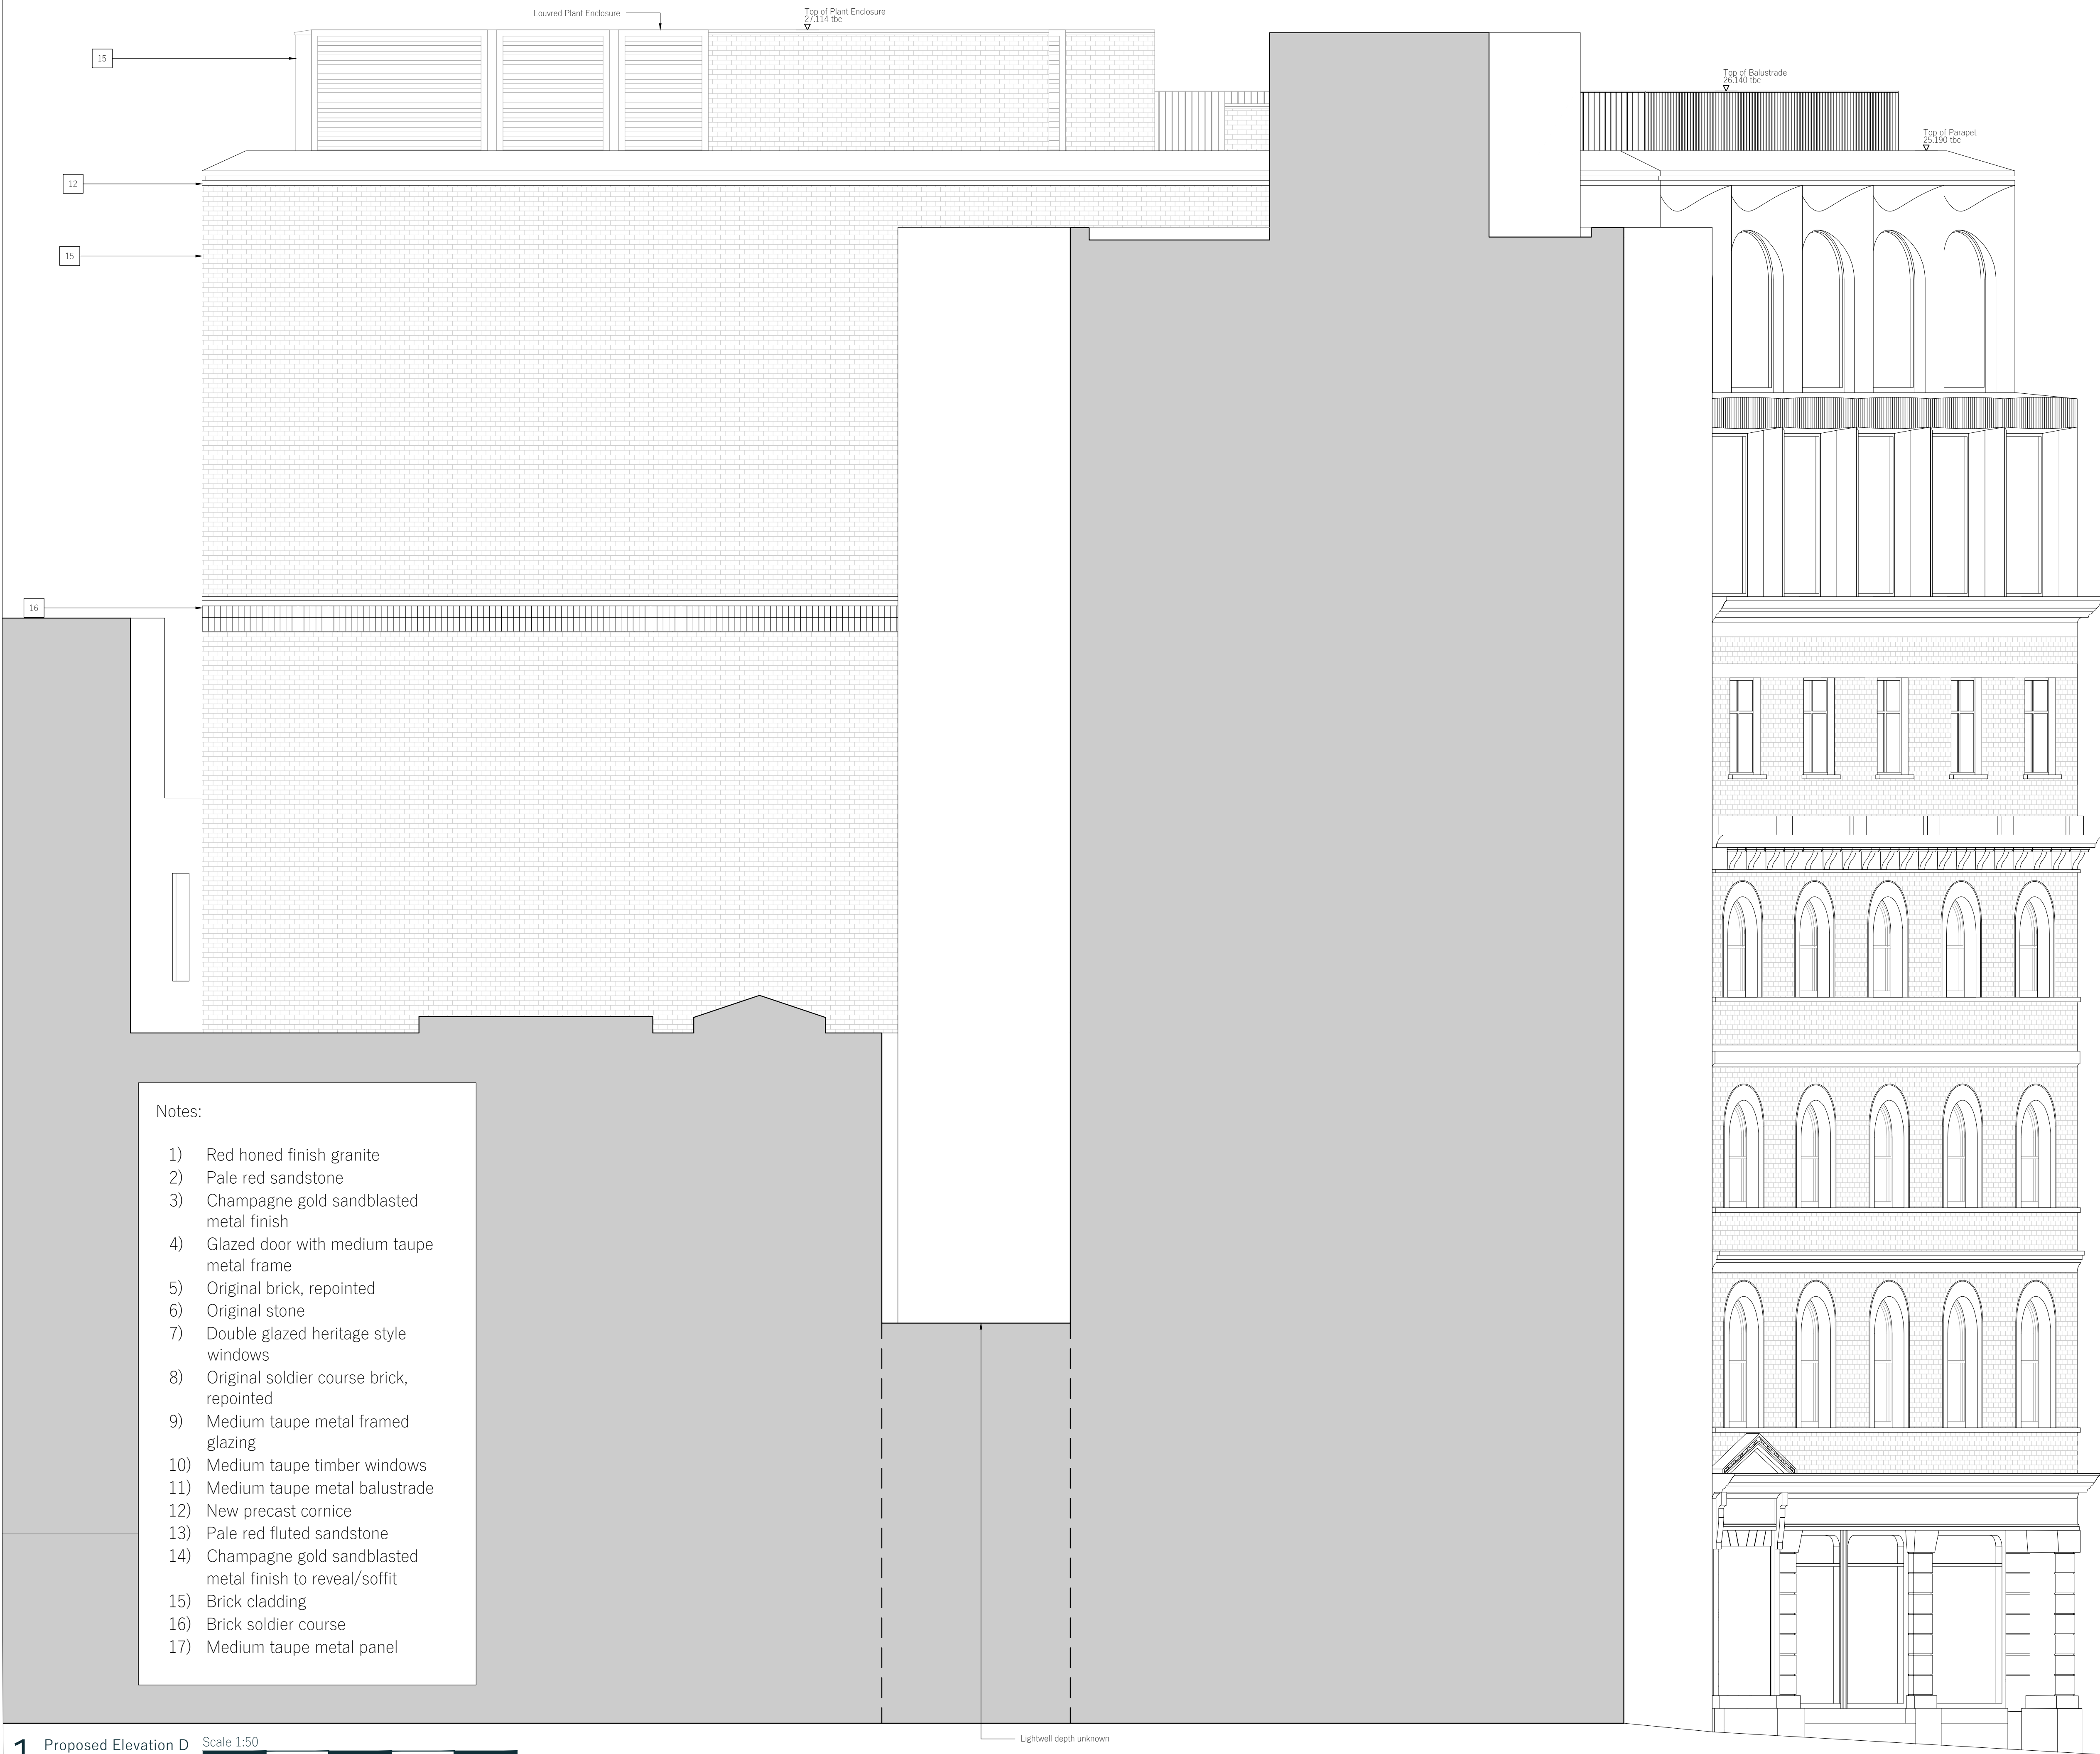 Louvred Plant Enclosure
Top of Plant Enclosure
27.114 tbc
15
Top of Balustrade
26.140 tbc
Top of Parapet
25.190 tbc
12
15
16
Notes:
1) Red honed finish granite
2) Pale red sandstone
3) Champagne gold sandblasted
metal finish
4) Glazed door with medium taupe
metal frame
5) Original brick, repointed
6) Original stone
7) Double glazed heritage style
windows
8) Original soldier course brick,
repointed
9) Medium taupe metal framed
glazing
10) Medium taupe timber windows
11) Medium taupe metal balustrade
12) New precast cornice
13) Pale red fluted sandstone
14) Champagne gold sandblasted
metal finish to reveal/soffit
15) Brick cladding
16) Brick soldier course
17) Medium taupe metal panel
Lightwell depth unknown
1 Proposed Elevation D Scale 1:50